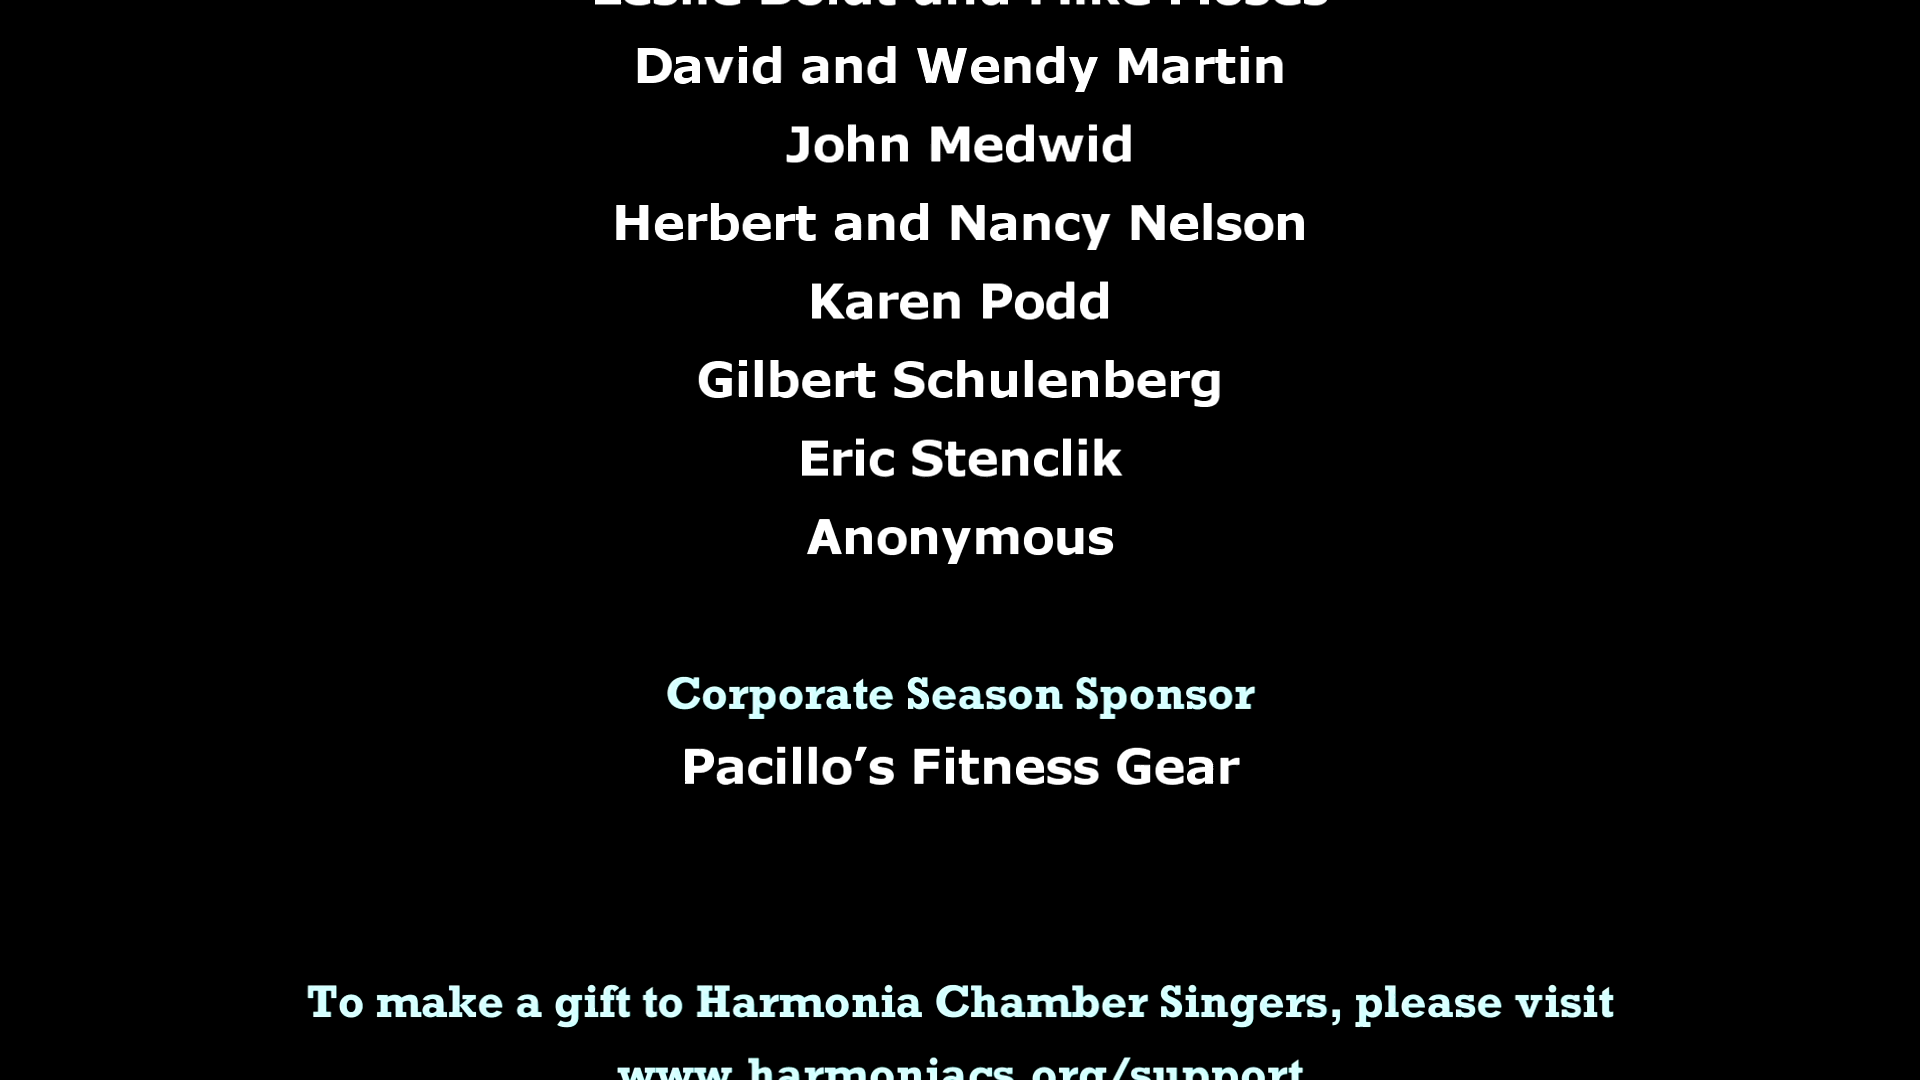 Leslie Boldt and Mike Moses
David and Wendy Martin
John Medwid
Herbert and Nancy Nelson
Karen Podd
Gilbert Schulenberg
Eric Stenclik
Anonymous
Corporate Season Sponsor
Pacillo’s Fitness Gear
To make a gift to Harmonia Chamber Singers, please visit
www.harmoniacs.org/support